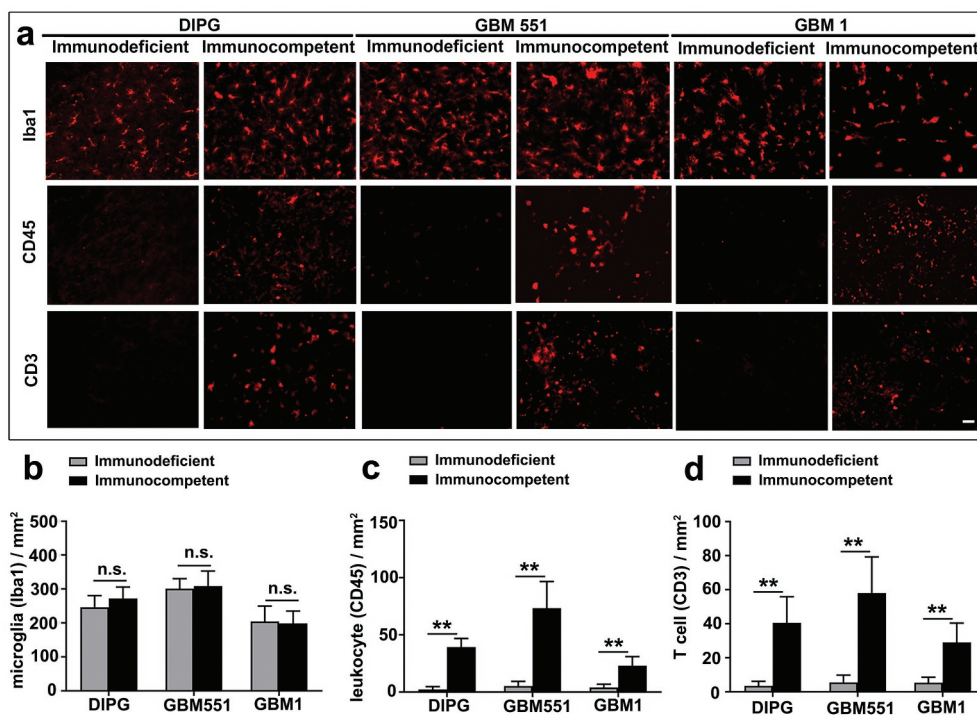 a
DIPG GBM 551 GBM 1
Immunodeficient Immunocompetent Immunodeficient Immunocompetent Immunodeficient Immunocompetent
Iba1
CD45
CD3
b
Immunodeficient
Immunocompetent
microglia (Iba1) / mm²
500
400
300
200
100
0
n.s. n.s. n.s.
DIPG GBM551 GBM1
c
Immunodeficient
Immunocompetent
leukocyte (CD45) / mm²
150
100
50
0
** ** **
DIPG GBM551 GBM1
d
Immunodeficient
Immunocompetent
T cell (CD3) / mm²
100
80
60
40
20
0
** ** **
DIPG GBM551 GBM1